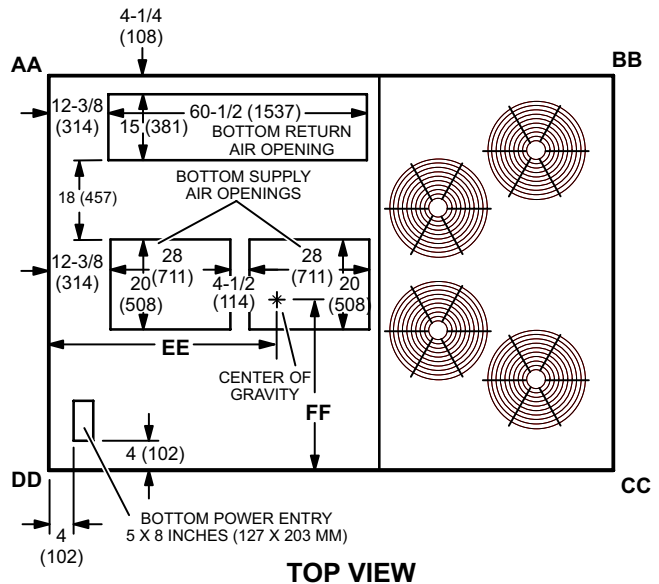 4-1/4
(108)
AA
BB
12-3/8
(314)
60-1/2 (1537)
15 (381)
BOTTOM RETURN
AIR OPENING
18 (457)
BOTTOM SUPPLY
AIR OPENINGS
12-3/8
(314)
28
(711)
20
(508)
4-1/2
(114)
28
(711)
20
(508)
EE
CENTER OF
GRAVITY
FF
4 (102)
DD
CC
4
(102)
BOTTOM POWER ENTRY
5 X 8 INCHES (127 X 203 MM)
TOP VIEW